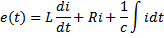 e(t) = L di/dt + Ri + 1/c ∫ idt